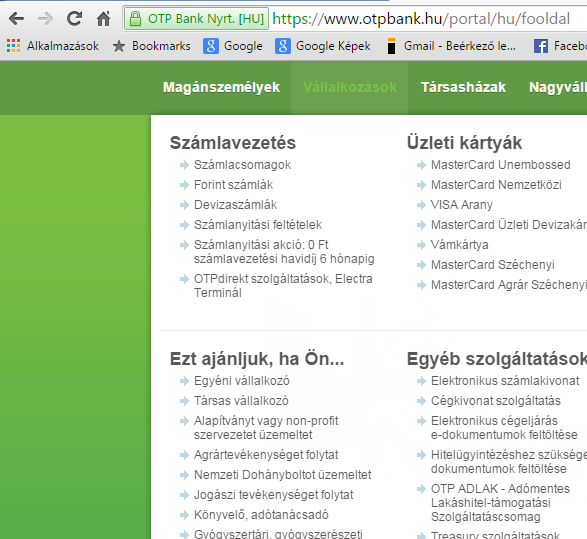 OTP Bank Nyrt. [HU] https://www.otpbank.hu/portal/hu/fooldal
Alkalmazások Bookmarks Google Google Képek Gmail - Beérkező le... Facebo
Magánszemélyek Vállalkozások Társasházak Nagyváll
Számlavezetés
Számlacsomagok
Forint számlák
Devizaszámlák
Számlanyitási feltételek
Számlanyitási akció: 0 Ft
számlavezetési havidíj 6 hónapig
OTPdirekt szolgáltatások, Electra
Terminál
Üzleti kártyák
MasterCard Unembossed
MasterCard Nemzetközi
VISA Arany
MasterCard Üzleti Devizakár
Vámkártya
MasterCard Széchenyi
MasterCard Agrár Széchenyi
Ezt ajánljuk, ha Ön...
Egyéni vállalkozó
Társas vállalkozó
Alapítványt vagy non-profit
szervezetet üzemeltet
Agrártevékenységet folytat
Nemzeti Dohányboltot üzemeltet
Jogászi tevékenységet folytat
Könyvelő, adótanácsadó
Gyógyszertári, gyógyszerészeti
Egyéb szolgáltatások
Elektronikus számlakivonat
Cégkivonat szolgáltatás
Elektronikus cégeljárás
e-dokumentumok feltöltése
Hitelügyintézéshez szüksége
dokumentumok feltöltése
OTP ADLAK - Adómentes
Lakáshitel-támogatási
Szolgáltatáscsomag
Treasury szolgáltatások